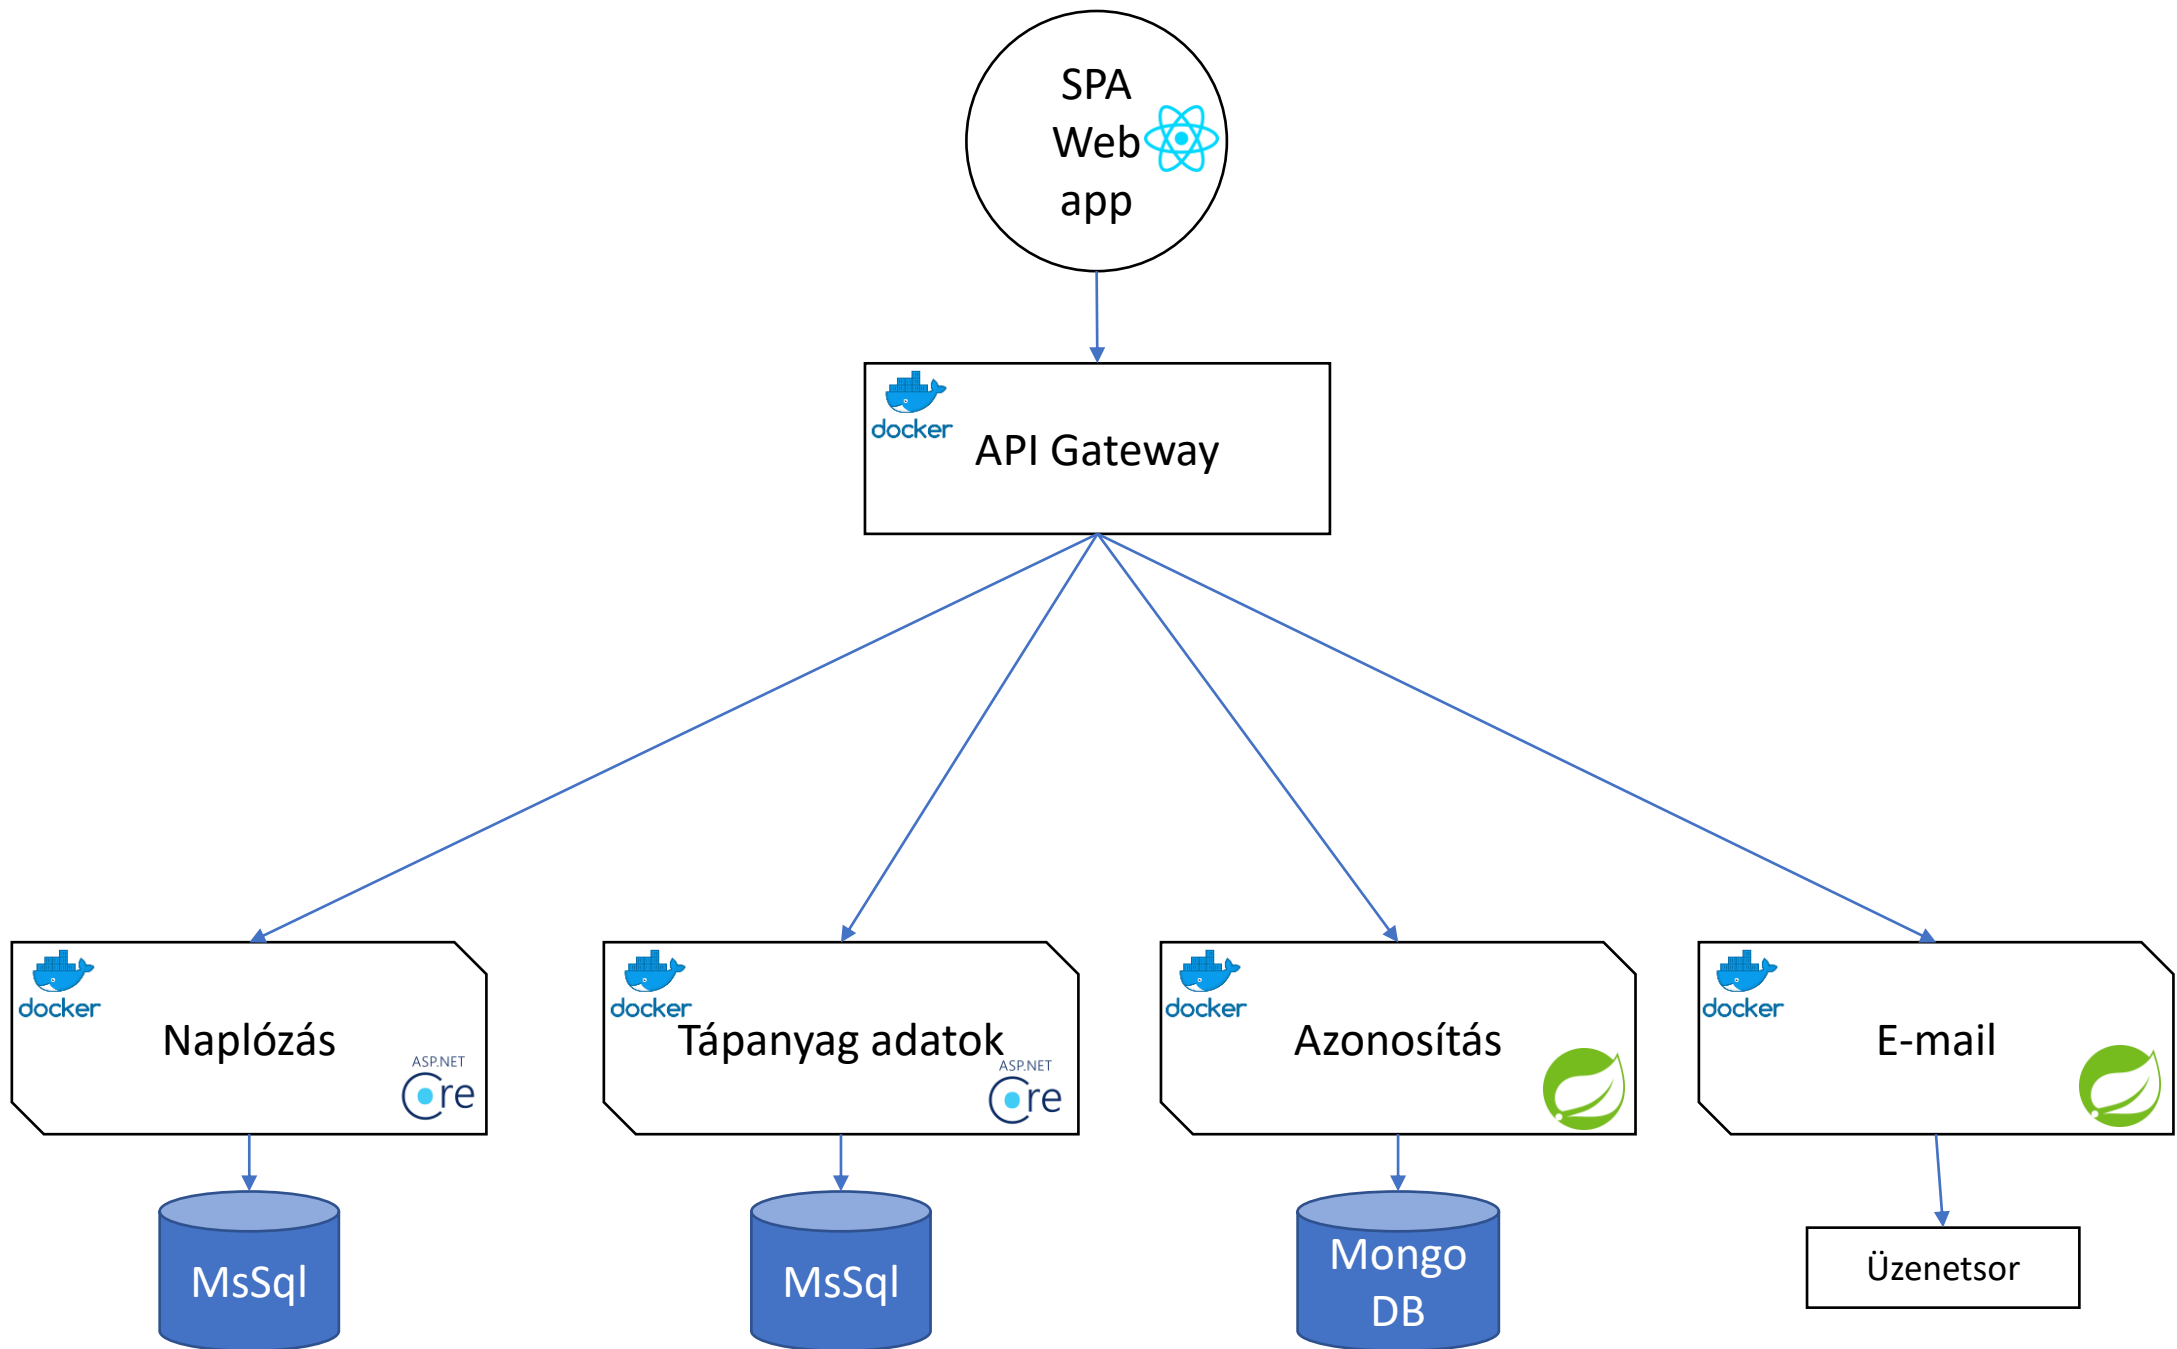 SPA
Web
app
docker
API Gateway
docker
Naplózás
ASP.NET
Core
docker
Tápanyag adatok
ASP.NET
Core
docker
Azonosítás
docker
E-mail
MsSql
MsSql
Mongo
DB
Üzenetsor